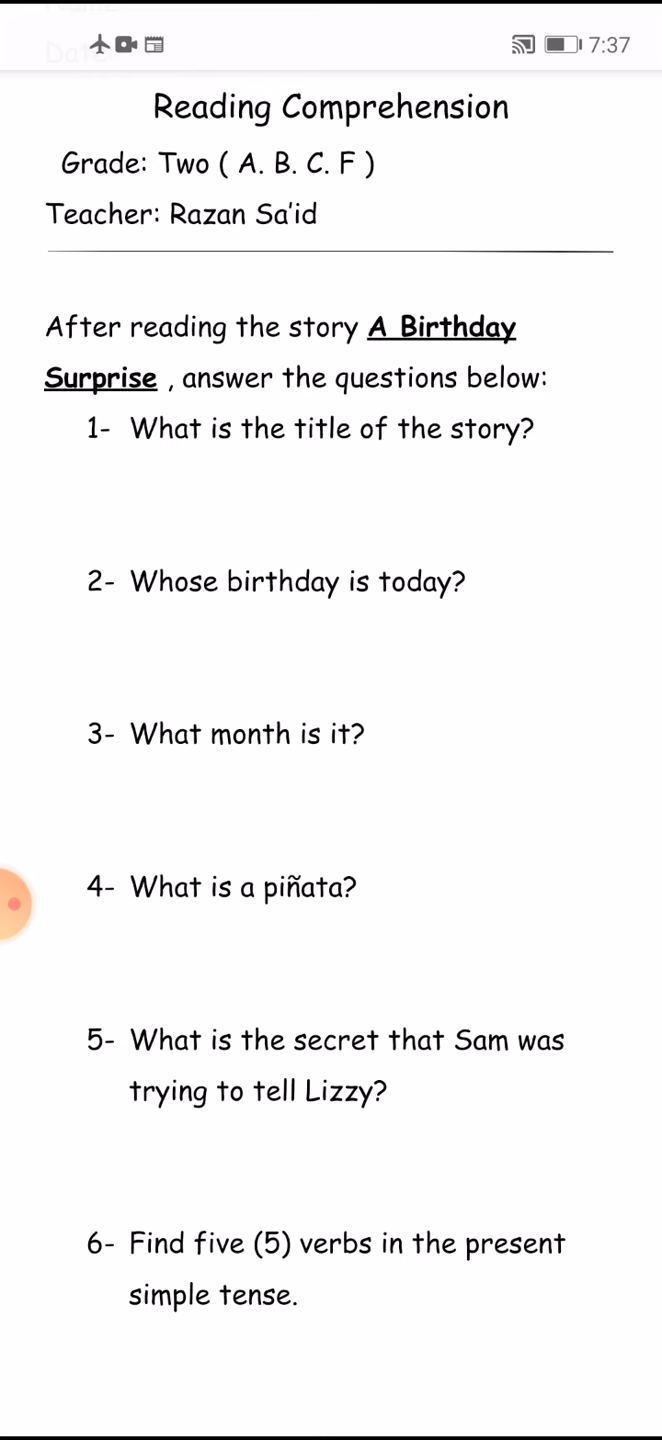 7:37
Reading Comprehension
Grade: Two ( A. B. C. F )
Teacher: Razan Sa'id
After reading the story A Birthday
Surprise , answer the questions below:
1- What is the title of the story?
2- Whose birthday is today?
3- What month is it?
4- What is a piñata?
5- What is the secret that Sam was
trying to tell Lizzy?
6- Find five (5) verbs in the present
simple tense.